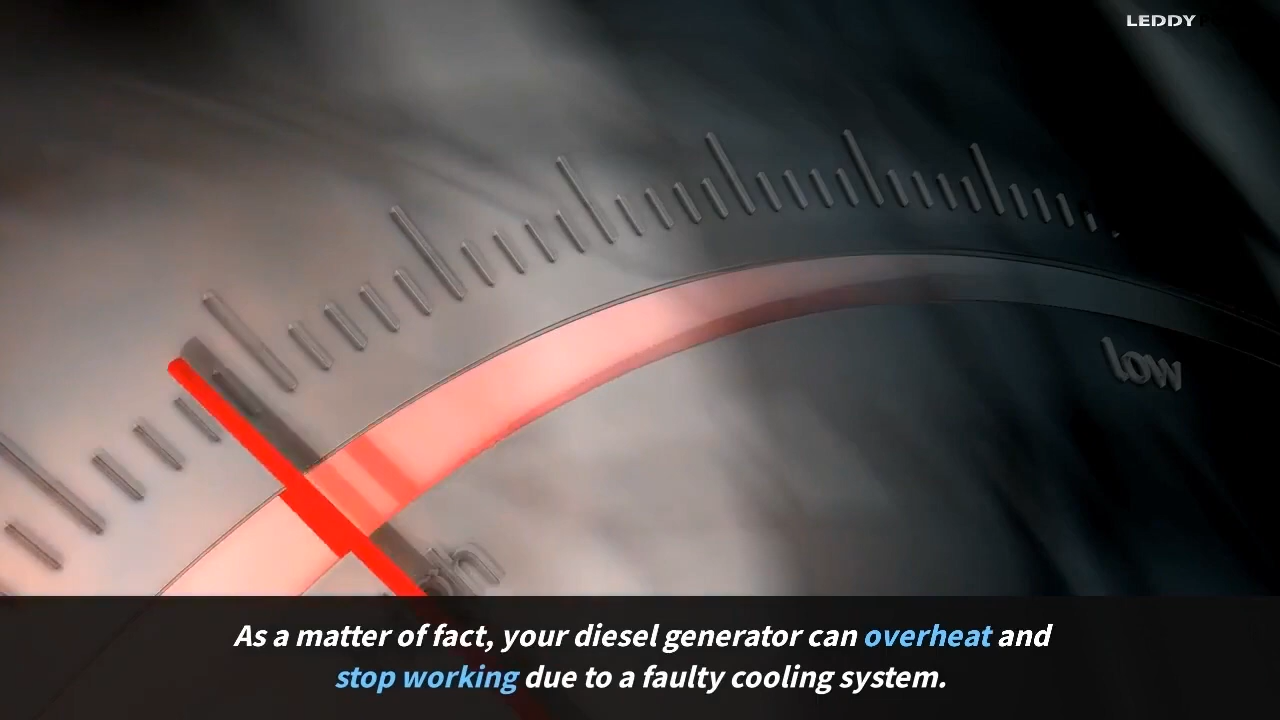 LEDDY
low
As a matter of fact, your diesel generator can overheat and
stop working due to a faulty cooling system.